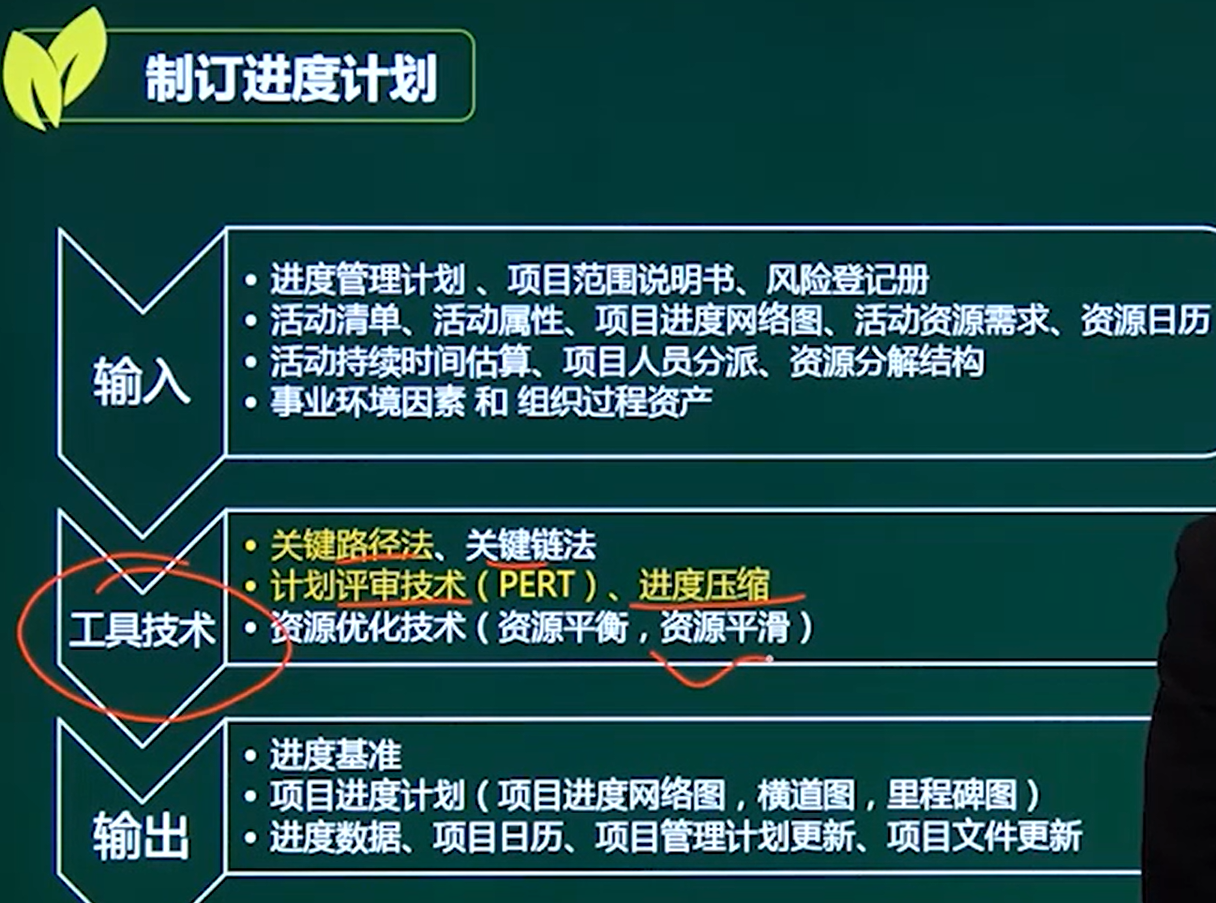 制订进度计划
输入
• 进度管理计划 、项目范围说明书、风险登记册
• 活动清单、活动属性、项目进度网络图、活动资源需求、资源日历
• 活动持续时间估算、项目人员分派、资源分解结构
• 事业环境因素 和 组织过程资产
工具技术
• 关键路径法、关键链法
• 计划评审技术（PERT）、进度压缩
• 资源优化技术（资源平衡，资源平滑）
输出
• 进度基准
• 项目进度计划（项目进度网络图，横道图，里程碑图）
• 进度数据、项目日历、项目管理计划更新、项目文件更新